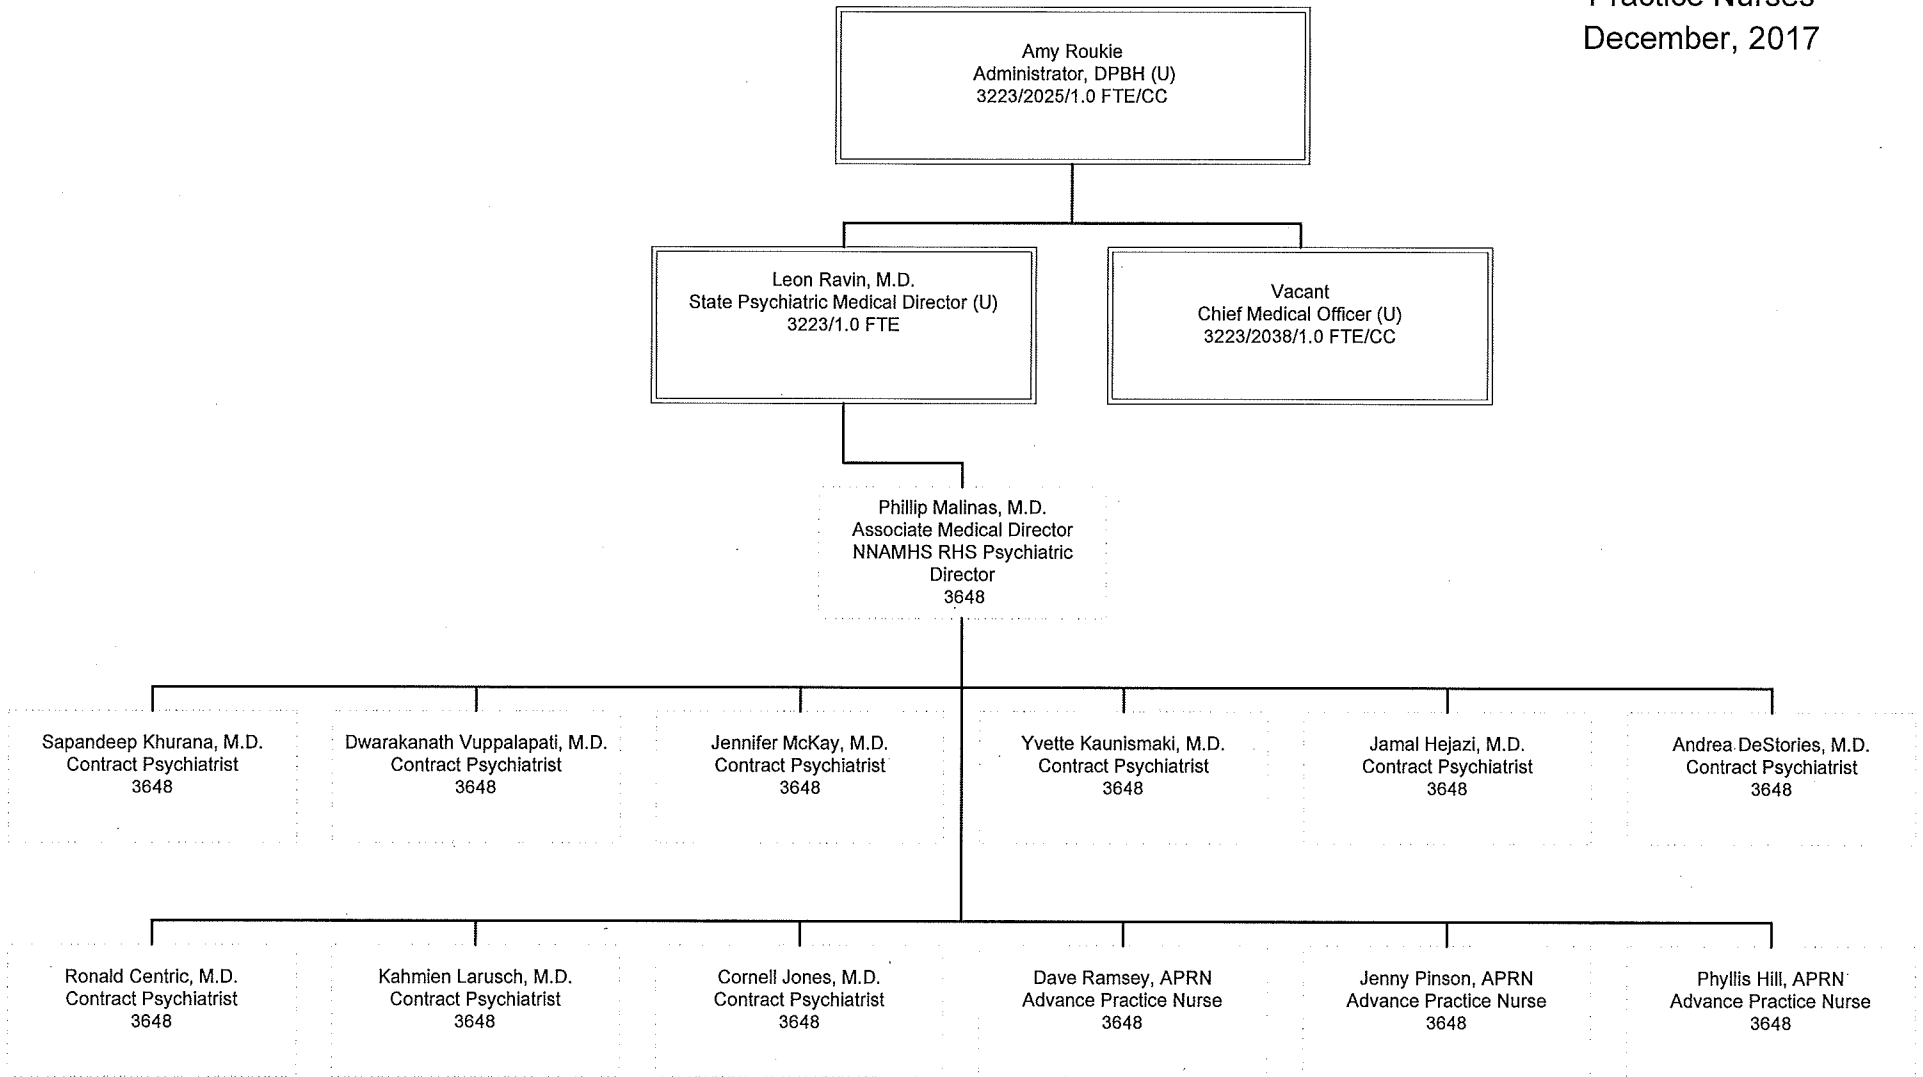 Practice Nurses
December, 2017
Amy Roukie
Administrator, DPBH (U)
3223/2025/1.0 FTE/CC
Leon Ravin, M.D.
State Psychiatric Medical Director (U)
3223/1.0 FTE
Vacant
Chief Medical Officer (U)
3223/2038/1.0 FTE/CC
Phillip Malinas, M.D.
Associate Medical Director
NNAMHS RHS Psychiatric
Director
3648
Sapandeep Khurana, M.D.
Contract Psychiatrist
3648
Dwarakanath Vuppalapati, M.D.
Contract Psychiatrist
3648
Jennifer McKay, M.D.
Contract Psychiatrist
3648
Yvette Kaunismaki, M.D.
Contract Psychiatrist
3648
Jamal Hejazi, M.D.
Contract Psychiatrist
3648
Andrea DeStories, M.D.
Contract Psychiatrist
3648
Ronald Centric, M.D.
Contract Psychiatrist
3648
Kahmien Larusch, M.D.
Contract Psychiatrist
3648
Cornell Jones, M.D.
Contract Psychiatrist
3648
Dave Ramsey, APRN
Advance Practice Nurse
3648
Jenny Pinson, APRN
Advance Practice Nurse
3648
Phyllis Hill, APRN
Advance Practice Nurse
3648